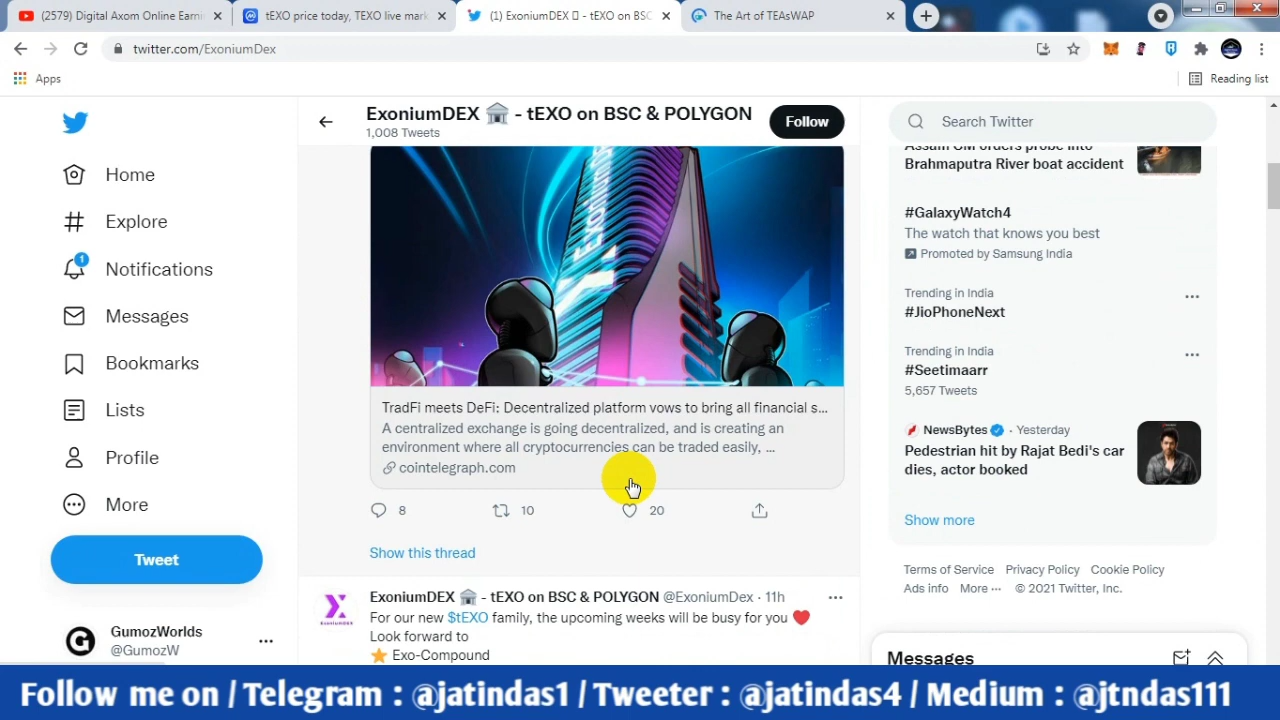 (2579) Digital Axom Online Earni
tEXO price today, TEXO live mark
(1) ExoniumDEX - tEXO on BSC
The Art of TEAsWAP
twitter.com/ExoniumDex
Apps
Reading list
ExoniumDEX 🏛 - tEXO on BSC & POLYGON
1,008 Tweets
Follow
Search Twitter
Home
Explore
1
Notifications
Messages
Bookmarks
Lists
Profile
More
Tweet
GumozWorlds
@GumozW
Exonium
TradFi meets DeFi: Decentralized platform vows to bring all financial s...
A centralized exchange is going decentralized, and is creating an
environment where all cryptocurrencies can be traded easily, ...
cointelegraph.com
8
10
20
Show this thread
ExoniumDEX 🏛 - tEXO on BSC & POLYGON @ExoniumDex · 11h
For our new $tEXO family, the upcoming weeks will be busy for you ❤
Look forward to
⭐ Exo-Compound
ExoniumDEX
Assam CM orders probe into
Brahmaputra River boat accident
#GalaxyWatch4
The watch that knows you best
Promoted by Samsung India
Trending in India
#JioPhoneNext
Trending in India
#Seetimaarr
5,657 Tweets
NewsBytes · Yesterday
Pedestrian hit by Rajat Bedi's car
dies, actor booked
Show more
Terms of Service Privacy Policy Cookie Policy
Ads info More ··· © 2021 Twitter, Inc.
Messages
Follow me on / Telegram : @jatindas1 / Tweeter : @jatindas4 / Medium : @jtndas111